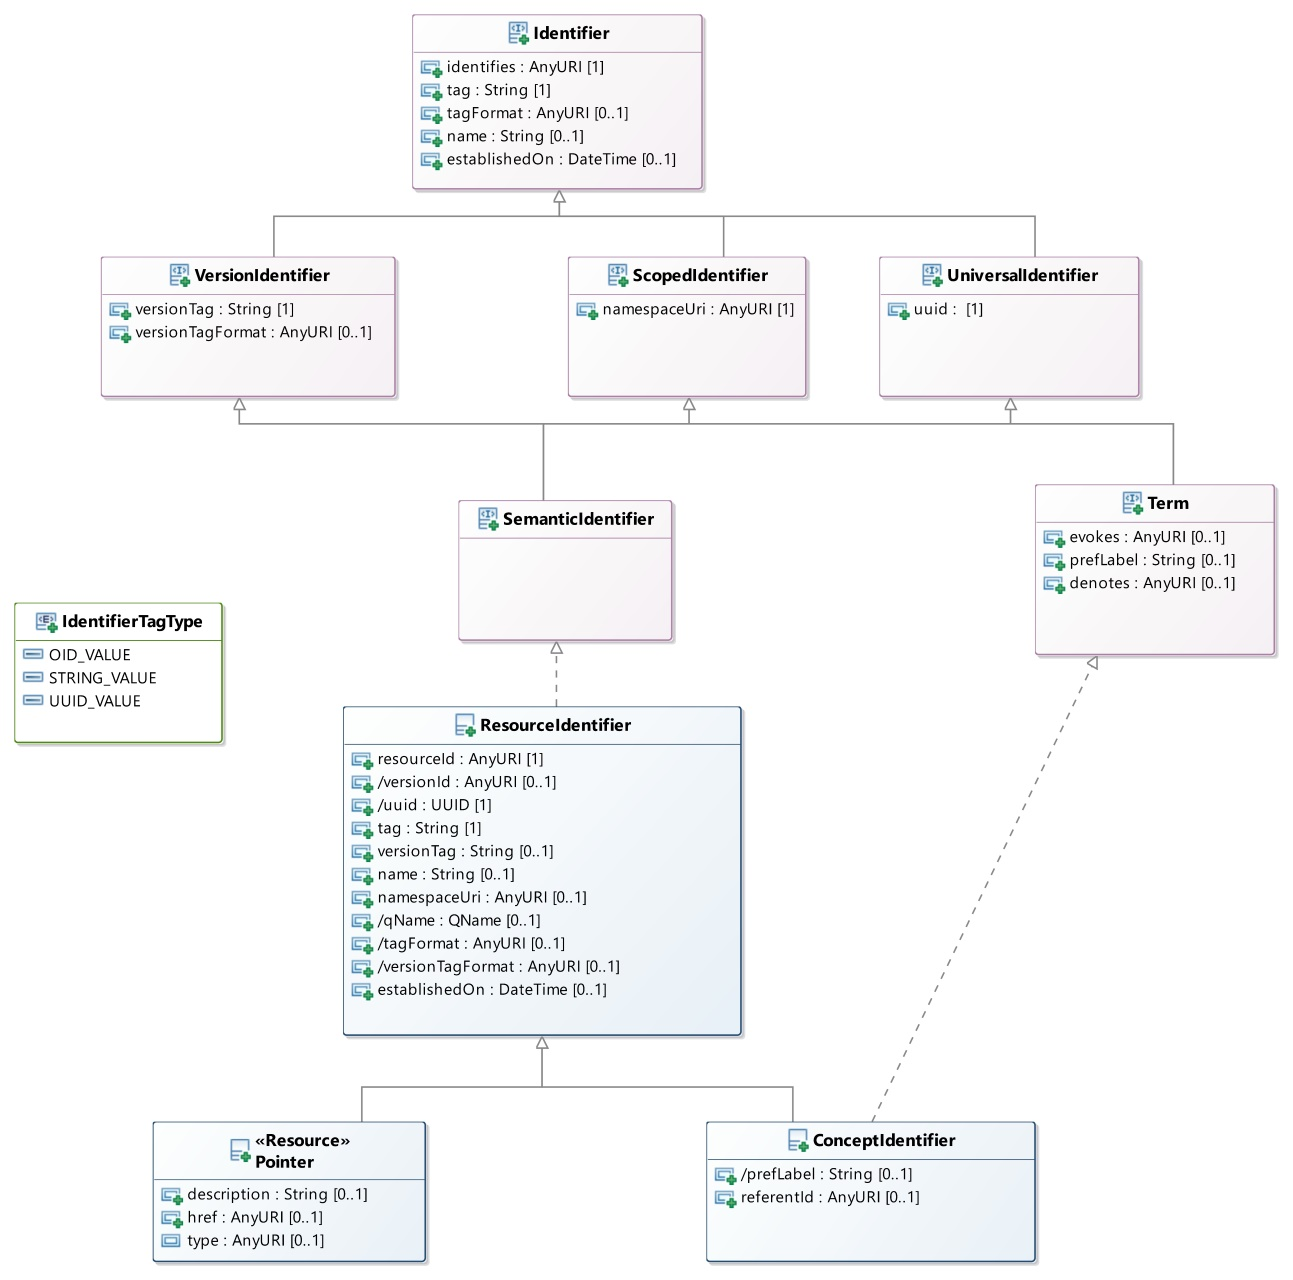 Identifier
identifies : AnyURI [1]
tag : String [1]
tagFormat : AnyURI [0..1]
name : String [0..1]
establishedOn : DateTime [0..1]
VersionIdentifier
versionTag : String [1]
versionTagFormat : AnyURI [0..1]
ScopedIdentifier
namespaceUri : AnyURI [1]
UniversalIdentifier
uuid :  [1]
SemanticIdentifier
Term
evokes : AnyURI [0..1]
prefLabel : String [0..1]
denotes : AnyURI [0..1]
IdentifierTagType
OID_VALUE
STRING_VALUE
UUID_VALUE
ResourceIdentifier
resourceId : AnyURI [1]
/versionId : AnyURI [0..1]
/uuid : UUID [1]
tag : String [1]
versionTag : String [0..1]
name : String [0..1]
namespaceUri : AnyURI [0..1]
/qName : QName [0..1]
/tagFormat : AnyURI [0..1]
/versionTagFormat : AnyURI [0..1]
establishedOn : DateTime [0..1]
«Resource»
Pointer
description : String [0..1]
href : AnyURI [0..1]
type : AnyURI [0..1]
ConceptIdentifier
/prefLabel : String [0..1]
referentId : AnyURI [0..1]